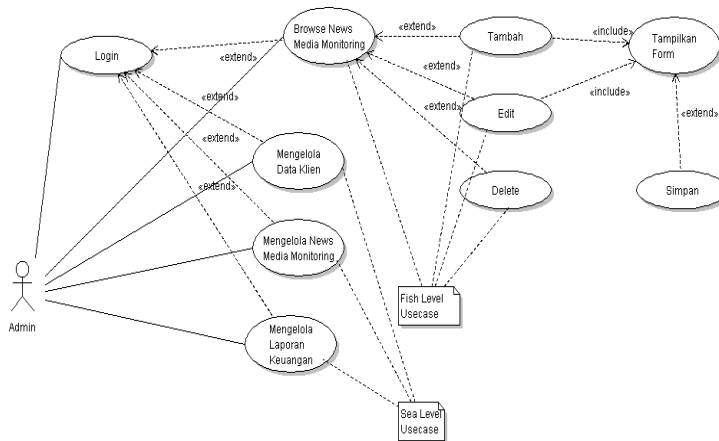 Browse News
Media Monitoring
«extend»
Tambah
«include»
Tampilkan
Form
Login
«extend»
«extend»
«extend»
«include»
«extend»
Edit
«extend»
Mengelola
Data Klien
«extend»
Delete
Simpan
Mengelola News
Media Monitoring
Admin
Fish Level
Usecase
Mengelola
Laporan
Keuangan
Sea Level
Usecase